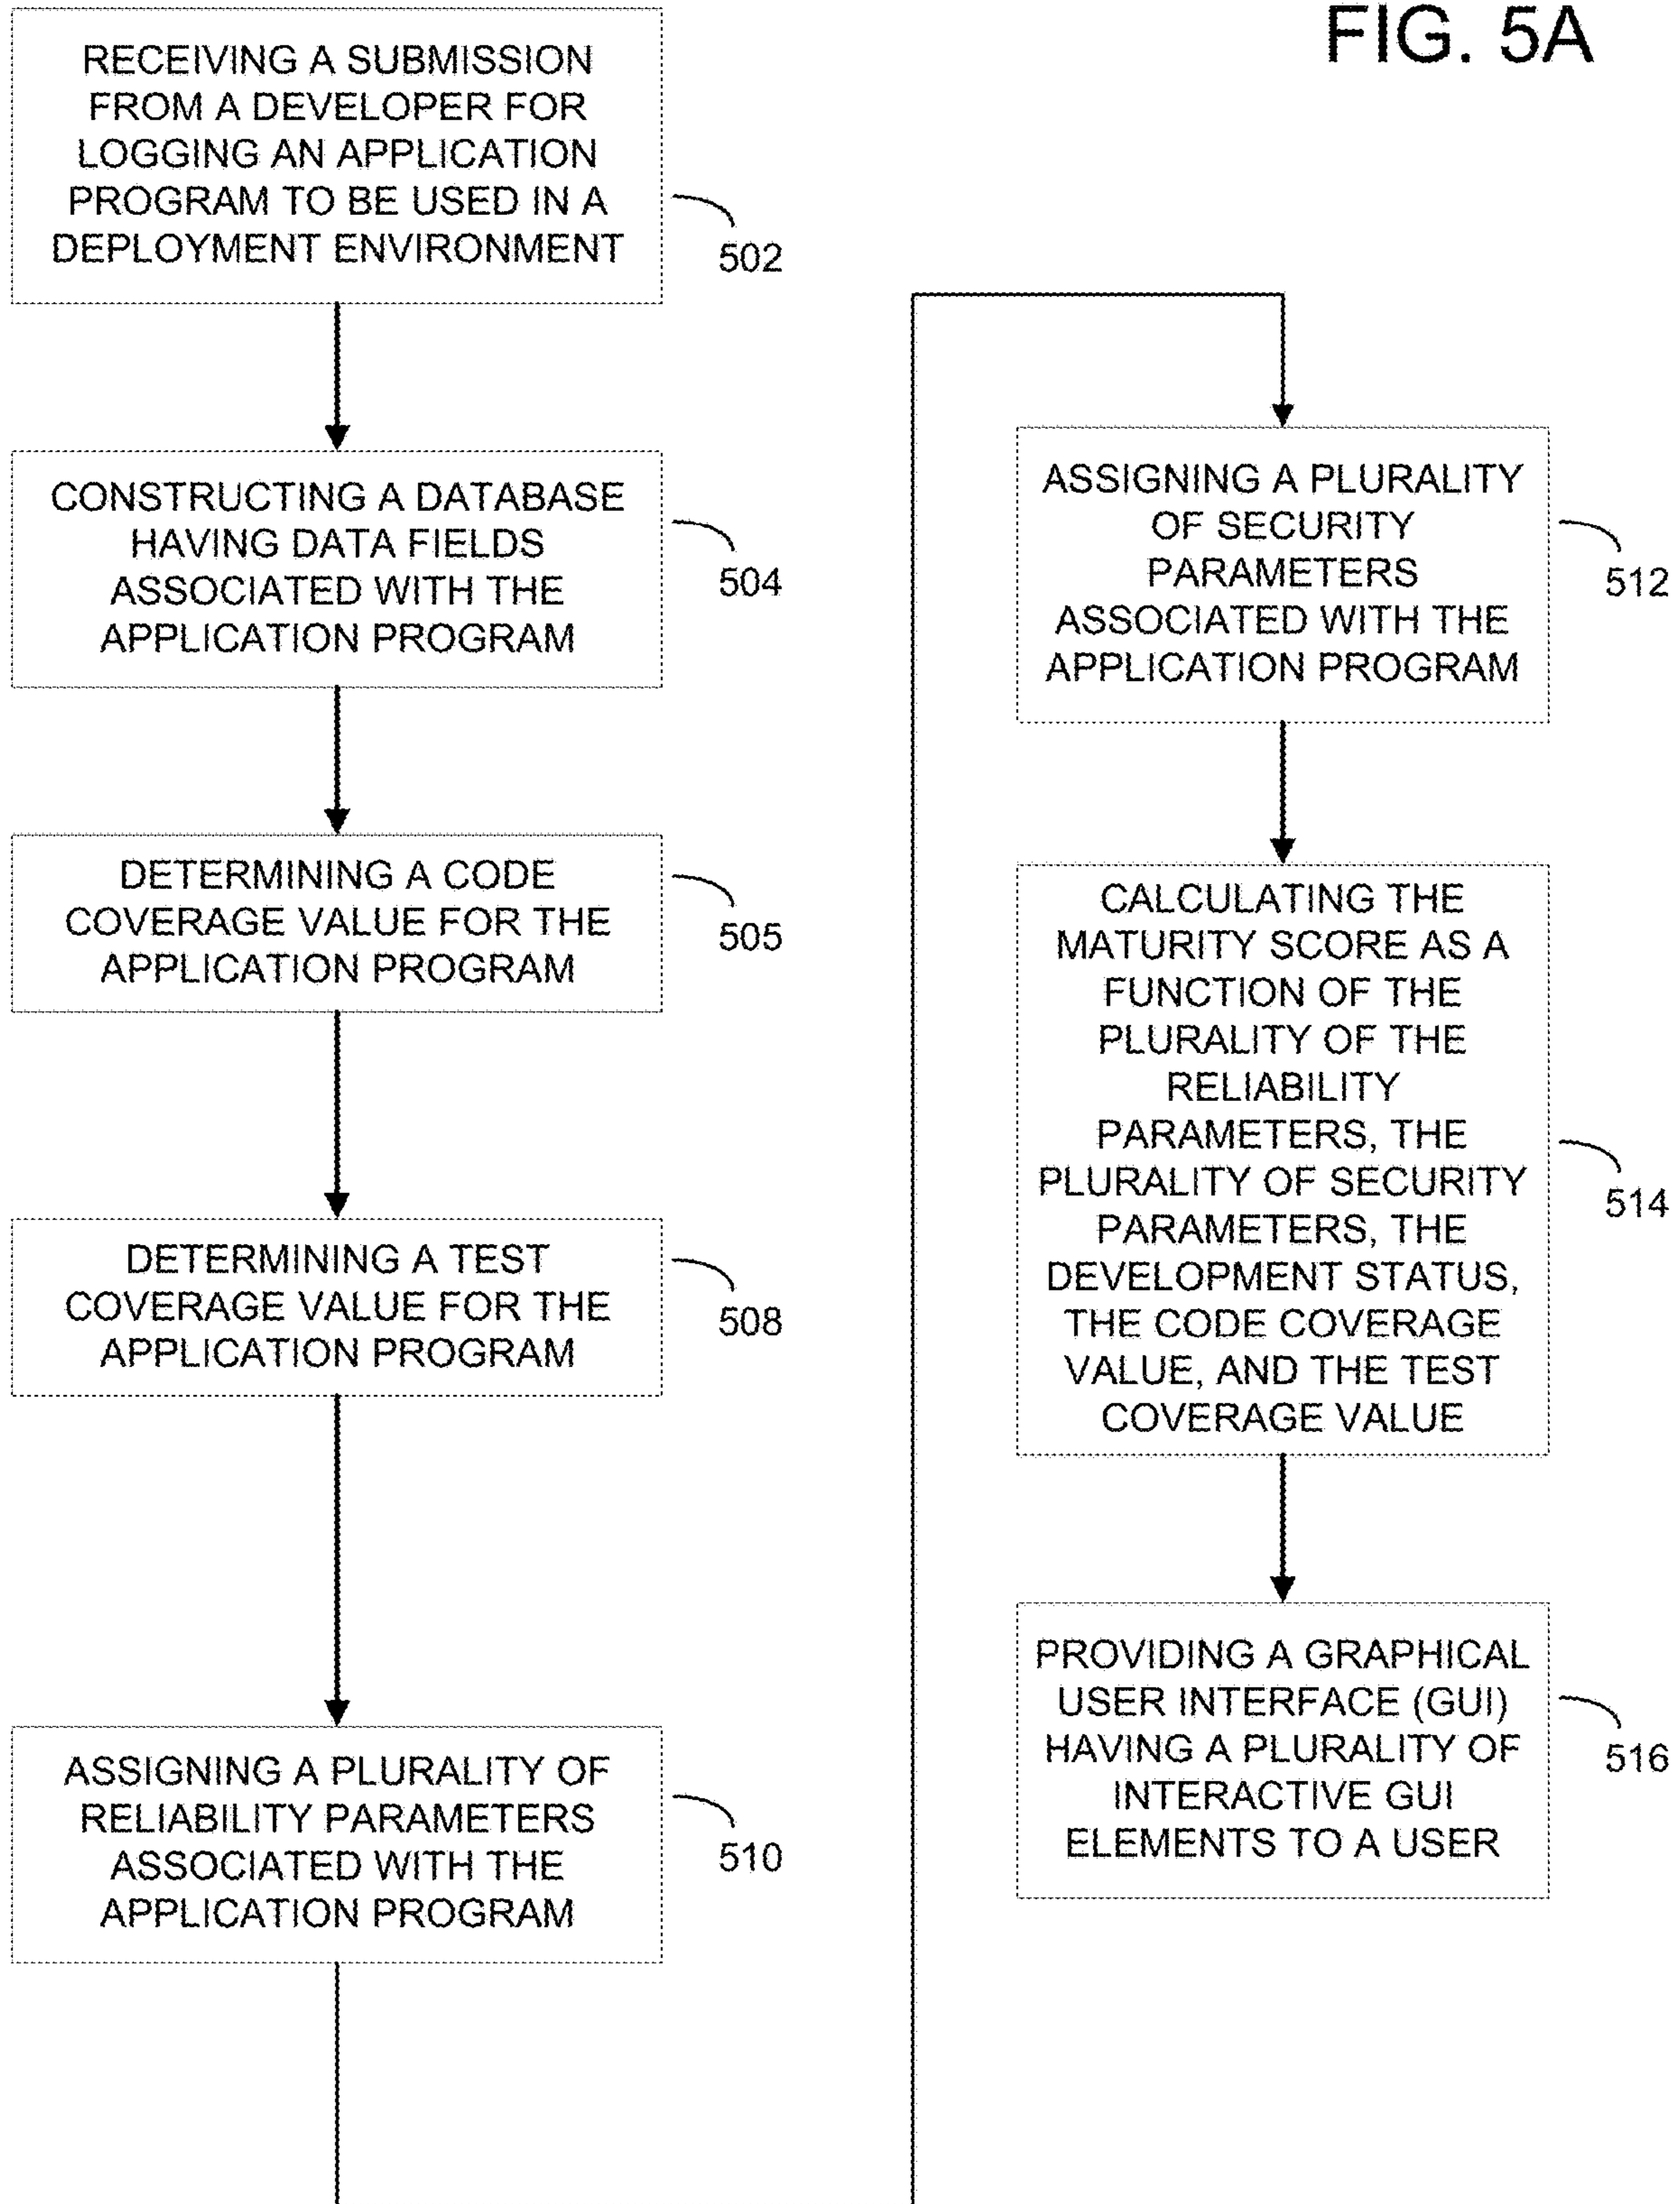 FIG. 5A
RECEIVING A SUBMISSION
FROM A DEVELOPER FOR
LOGGING AN APPLICATION
PROGRAM TO BE USED IN A
DEPLOYMENT ENVIRONMENT
502
CONSTRUCTING A DATABASE
HAVING DATA FIELDS
ASSOCIATED WITH THE
APPLICATION PROGRAM
504
DETERMINING A CODE
COVERAGE VALUE FOR THE
APPLICATION PROGRAM
505
DETERMINING A TEST
COVERAGE VALUE FOR THE
APPLICATION PROGRAM
508
ASSIGNING A PLURALITY OF
RELIABILITY PARAMETERS
ASSOCIATED WITH THE
APPLICATION PROGRAM
510
ASSIGNING A PLURALITY
OF SECURITY
PARAMETERS
ASSOCIATED WITH THE
APPLICATION PROGRAM
512
CALCULATING THE
MATURITY SCORE AS A
FUNCTION OF THE
PLURALITY OF THE
RELIABILITY
PARAMETERS, THE
PLURALITY OF SECURITY
PARAMETERS, THE
DEVELOPMENT STATUS,
THE CODE COVERAGE
VALUE, AND THE TEST
COVERAGE VALUE
514
PROVIDING A GRAPHICAL
USER INTERFACE (GUI)
HAVING A PLURALITY OF
INTERACTIVE GUI
ELEMENTS TO A USER
516